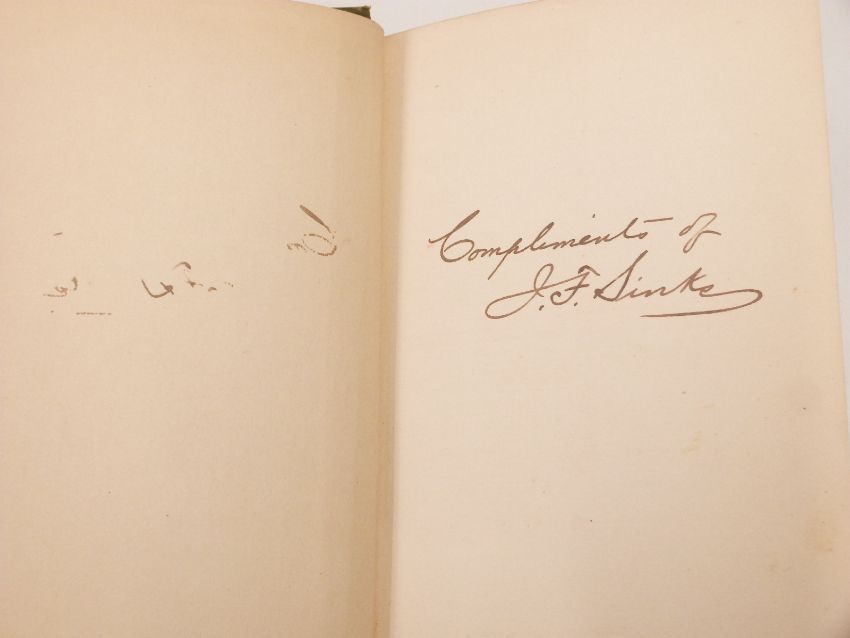 Compliments of
J. F. Sinks